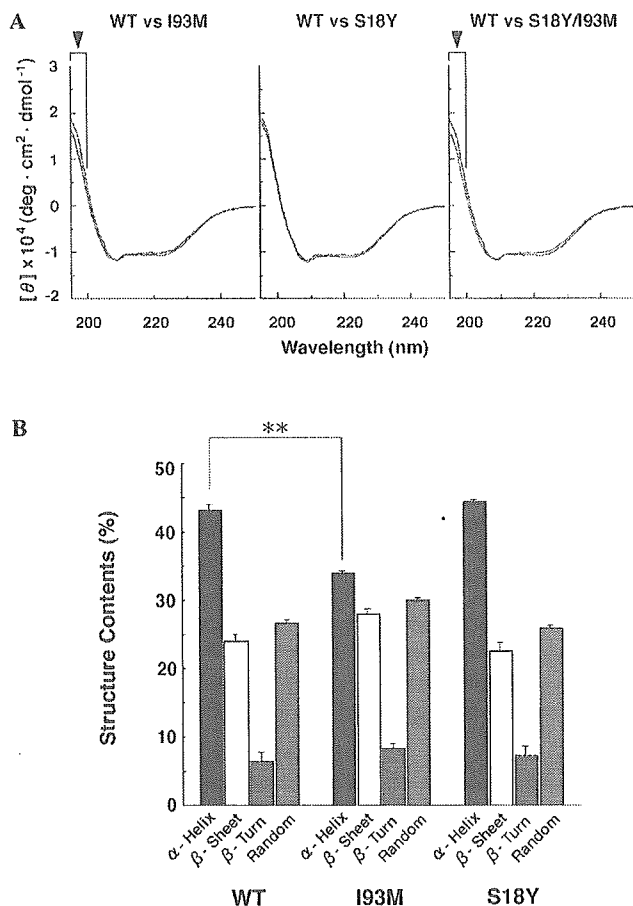 A
WT vs I93M
WT vs S18Y
WT vs S18Y/I93M
[θ] ×10⁴ (deg · cm² · dmol⁻¹)
3
2
1
0
-1
-2
200 220 240
200 220 240
200 220 240
Wavelength (nm)
B
**
Structure Contents (%)
50
40
30
20
10
0
α- Helix
β- Sheet
β- Turn
Random
α- Helix
β- Sheet
β- Turn
Random
α- Helix
β- Sheet
β- Turn
Random
WT
I93M
S18Y